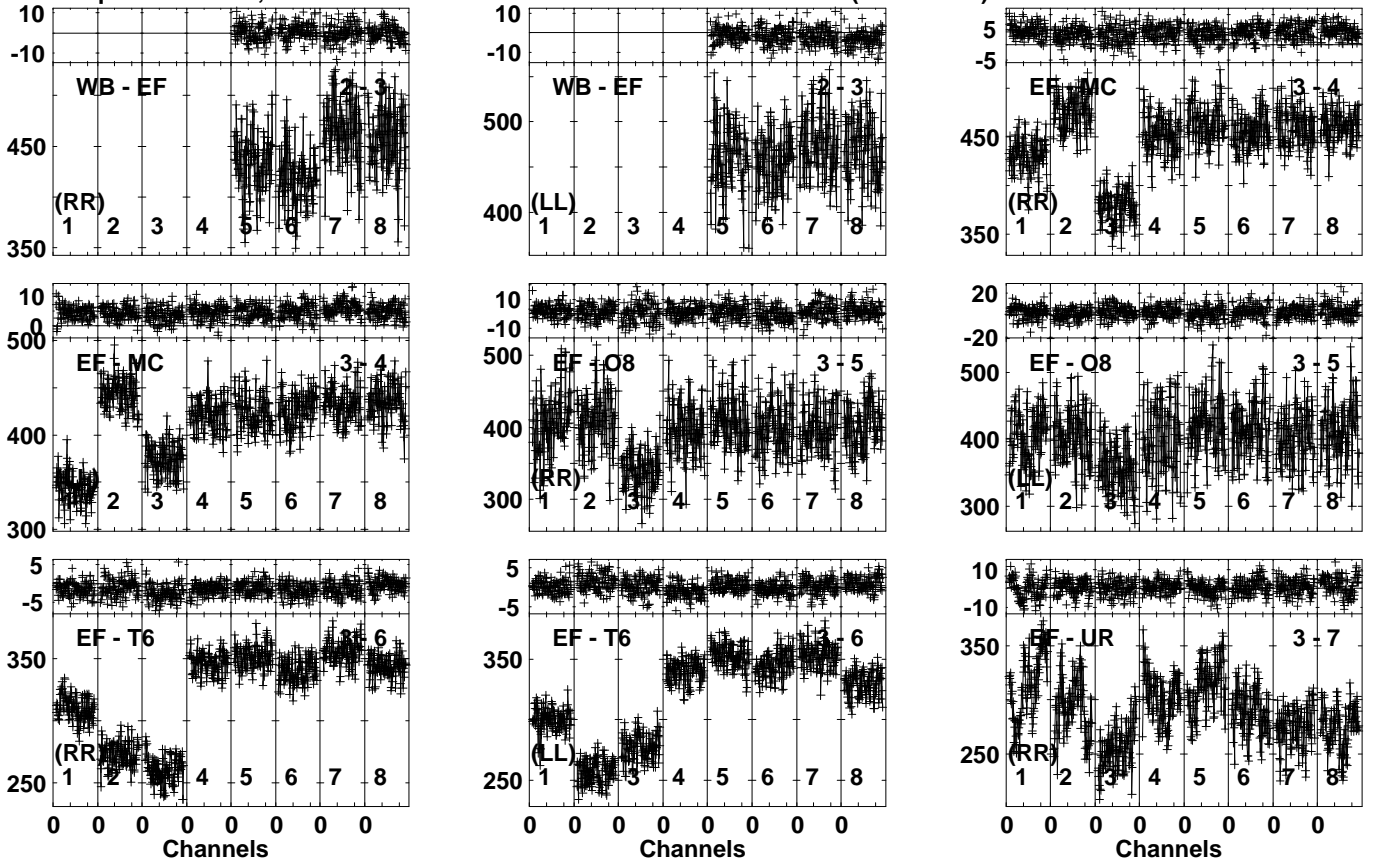 10
-10
WB - EF 2 - 3
450
350
(RR)
1 2 3 4 5 6 7 8
10
-10
WB - EF 2 - 3
500
400
(LL)
1 2 3 4 5 6 7 8
5
-5
EF - MC 3 - 4
450
350
(RR)
1 2 3 4 5 6 7 8
10
0
500
EF - MC 3 - 4
400
300
2 3 4 5 6 7 8
10
-10
500
EF - O8 3 - 5
400
300
(RR)
1 2 3 4 5 6 7 8
20
-20
500
EF - O8 3 - 5
400
300
(LL)
1 2 3 4 5 6 7 8
5
-5
EF - T6 3 - 6
350
250
(RR)
1 2 3 4 5 6 7 8
0 0 0 0 0 0 0 0
Channels
5
-5
EF - T6 3 - 6
350
250
(LL)
1 2 3 4 5 6 7 8
0 0 0 0 0 0 0 0
Channels
10
-10
EF - UR 3 - 7
350
250
(RR)
1 2 3 4 5 6 7 8
0 0 0 0 0 0 0 0
Channels